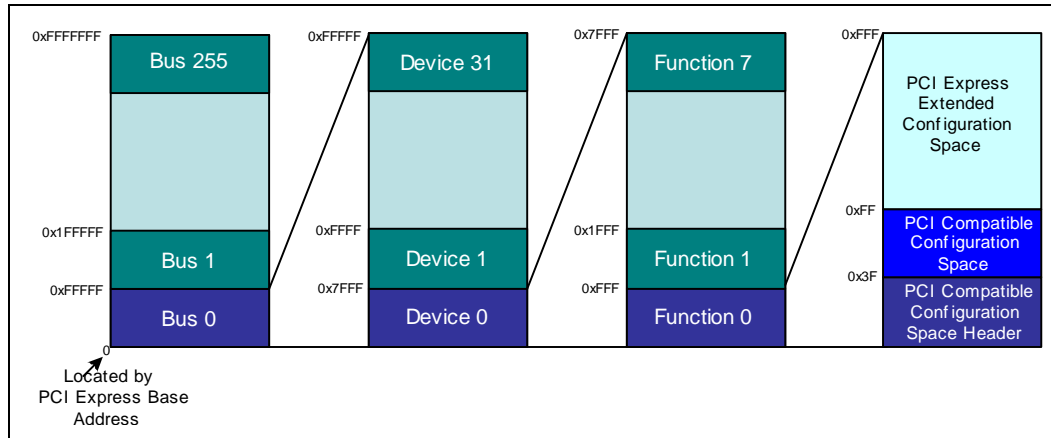 0xFFFFFFF
Bus 255
0x1FFFFF
Bus 1
0xFFFFF
Bus 0
0
Located by
PCI Express Base
Address
0xFFFFF
Device 31
0xFFFF
Device 1
0x7FFF
Device 0
0x7FFF
Function 7
0x1FFF
Function 1
0xFFF
Function 0
0xFFF
PCI Express
Extended
Configuration
Space
0xFF
PCI Compatible
Configuration
Space
0x3F
PCI Compatible
Configuration
Space Header